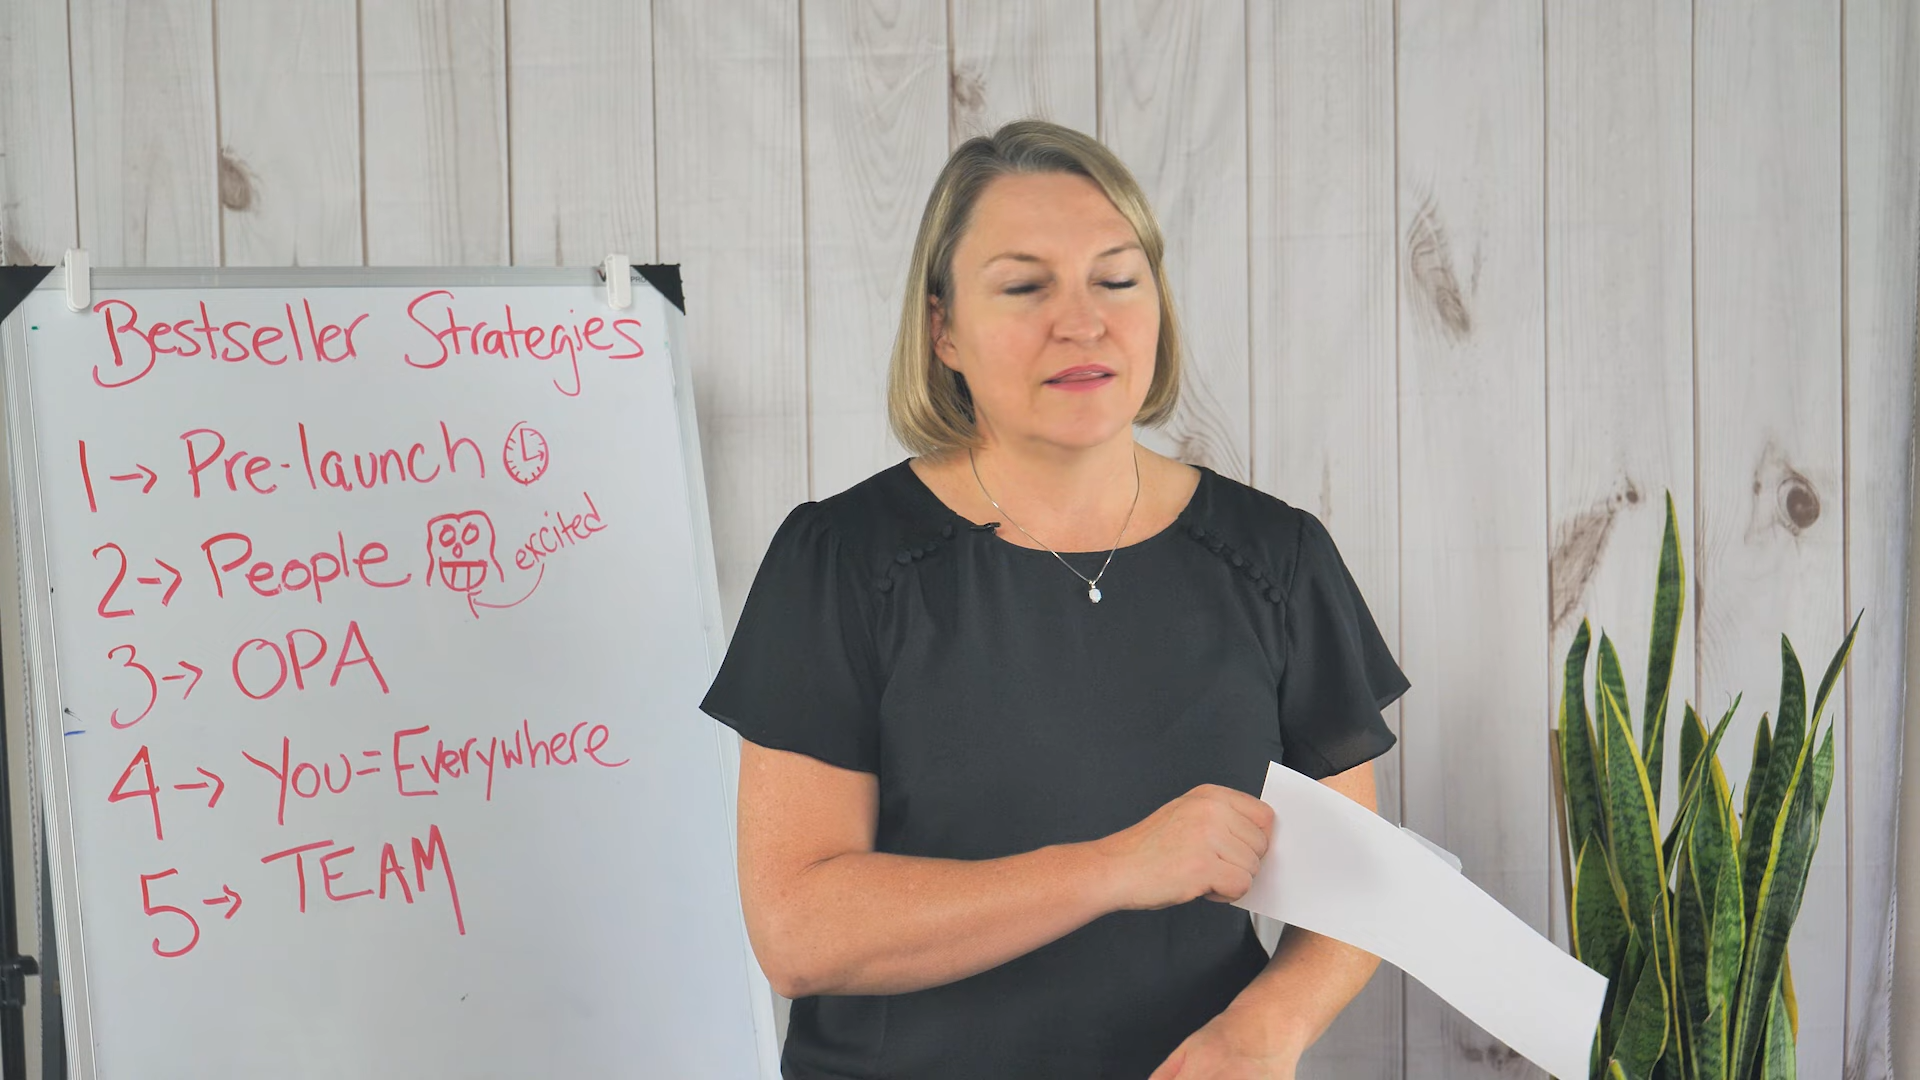 Bestseller Strategies
1→ Pre-launch
2→ People excited
3→ OPA
4→ You=Everywhere
5→ TEAM